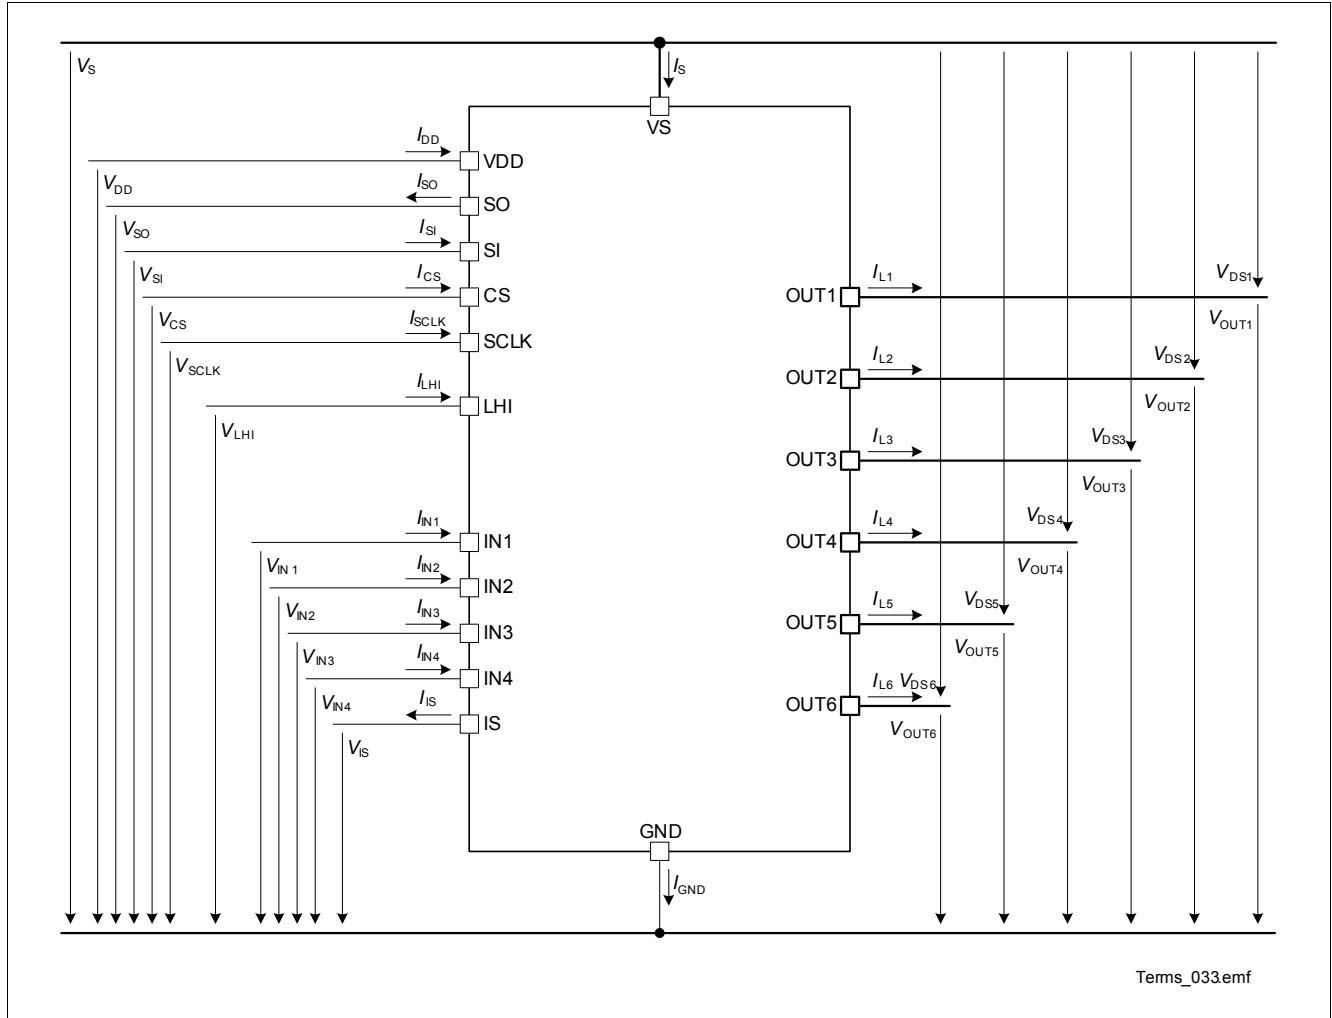 VS
IS
VS
IDD
VDD
VDD
ISO
SO
VSO
ISI
SI
VSI
ICS
CS
VCS
ISCLK
SCLK
VSCLK
ILHI
LHI
VLHI
IIN1
IN1
VIN1
IIN2
IN2
VIN2
IIN3
IN3
VIN3
IIN4
IN4
VIN4
IIS
IS
VIS
OUT1
IL1
VDS1
VOUT1
OUT2
IL2
VDS2
VOUT2
OUT3
IL3
VDS3
VOUT3
OUT4
IL4
VDS4
VOUT4
OUT5
IL5
VDS5
VOUT5
OUT6
IL6
VDS6
VOUT6
GND
IGND
Terms_033.emf